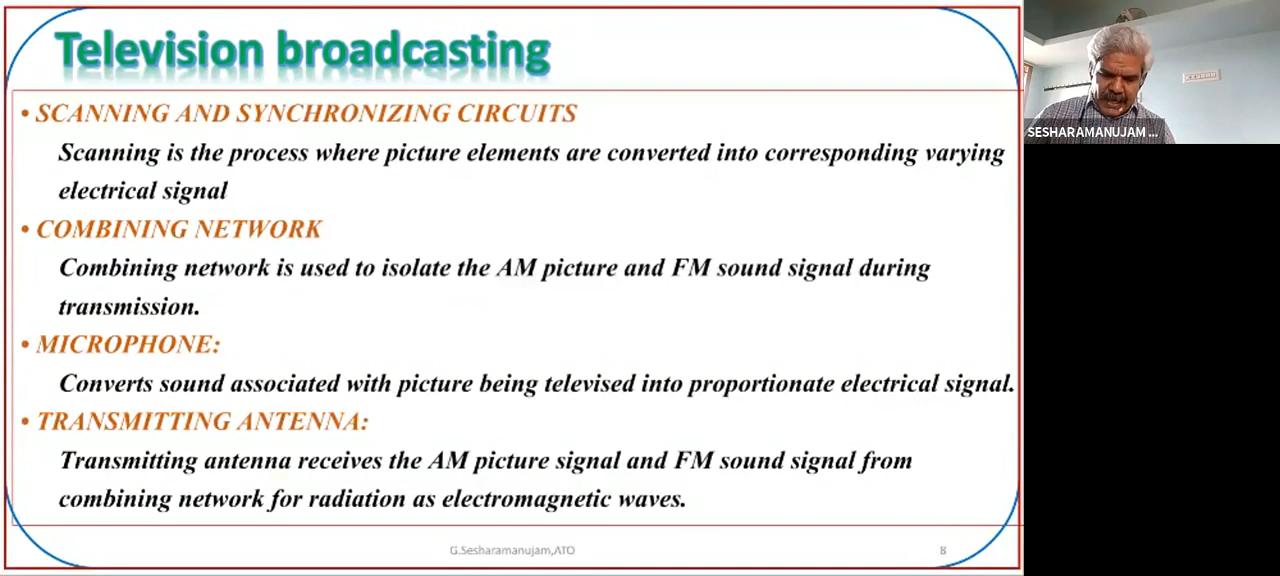 Television broadcasting
• SCANNING AND SYNCHRONIZING CIRCUITS
Scanning is the process where picture elements are converted into corresponding varying
electrical signal
• COMBINING NETWORK
Combining network is used to isolate the AM picture and FM sound signal during
transmission.
• MICROPHONE:
Converts sound associated with picture being televised into proportionate electrical signal.
• TRANSMITTING ANTENNA:
Transmitting antenna receives the AM picture signal and FM sound signal from
combining network for radiation as electromagnetic waves.
G.Sesharamanujam,ATO
8
SESHARAMANUJAM ...